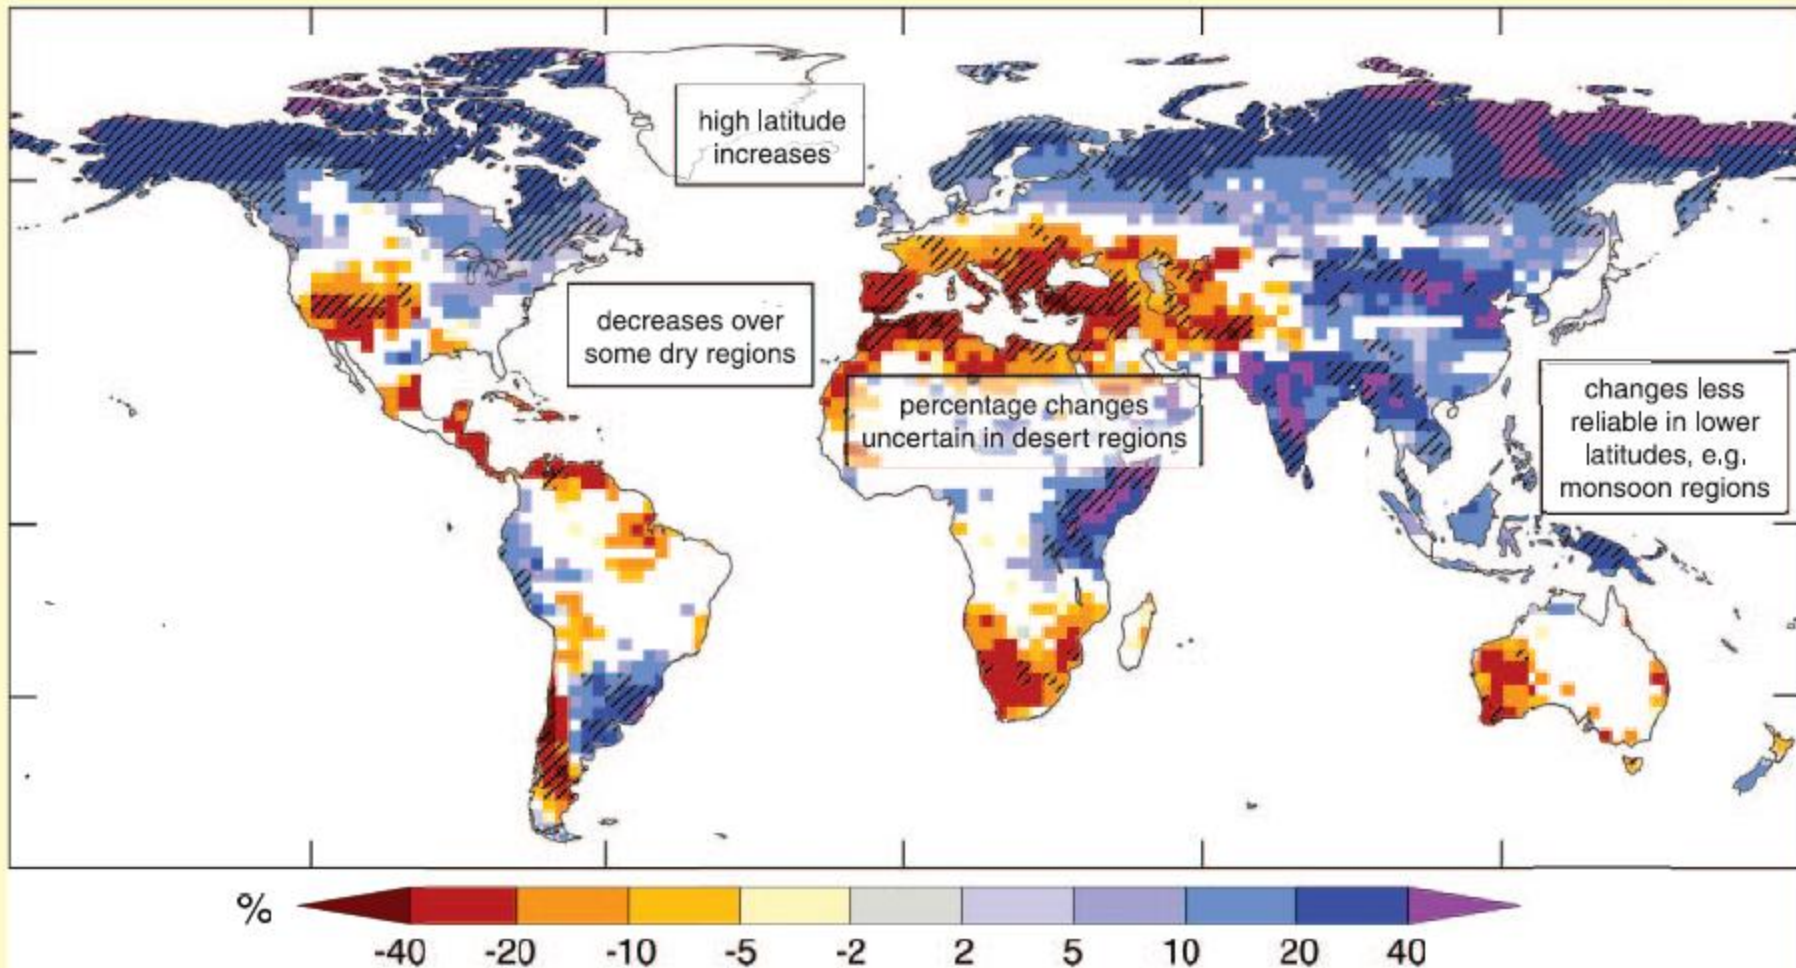 high latitude
increases
decreases over
some dry regions
percentage changes
uncertain in desert regions
changes less
reliable in lower
latitudes, e.g.
monsoon regions
%
-40 -20 -10 -5 -2 2 5 10 20 40